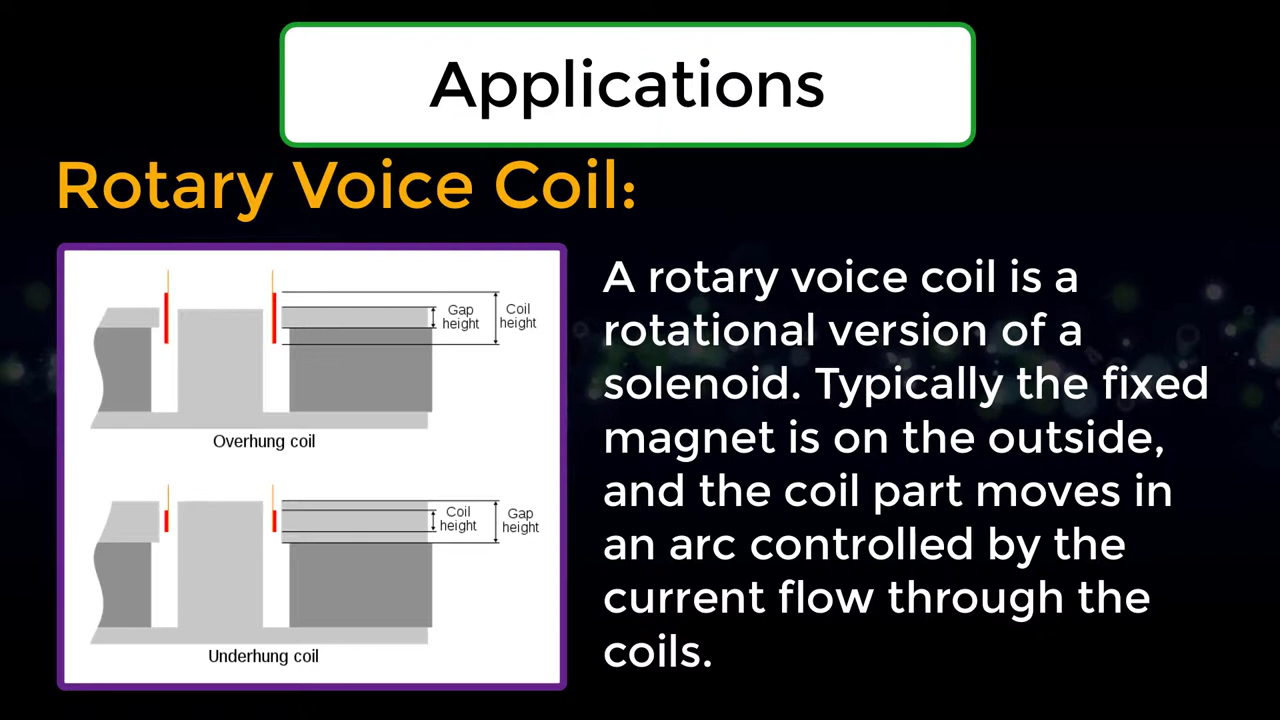 Applications
Rotary Voice Coil:
Gap
height
Coil
height
Overhung coil
Coil
height
Gap
height
Underhung coil
A rotary voice coil is a
rotational version of a
solenoid. Typically the fixed
magnet is on the outside,
and the coil part moves in
an arc controlled by the
current flow through the
coils.